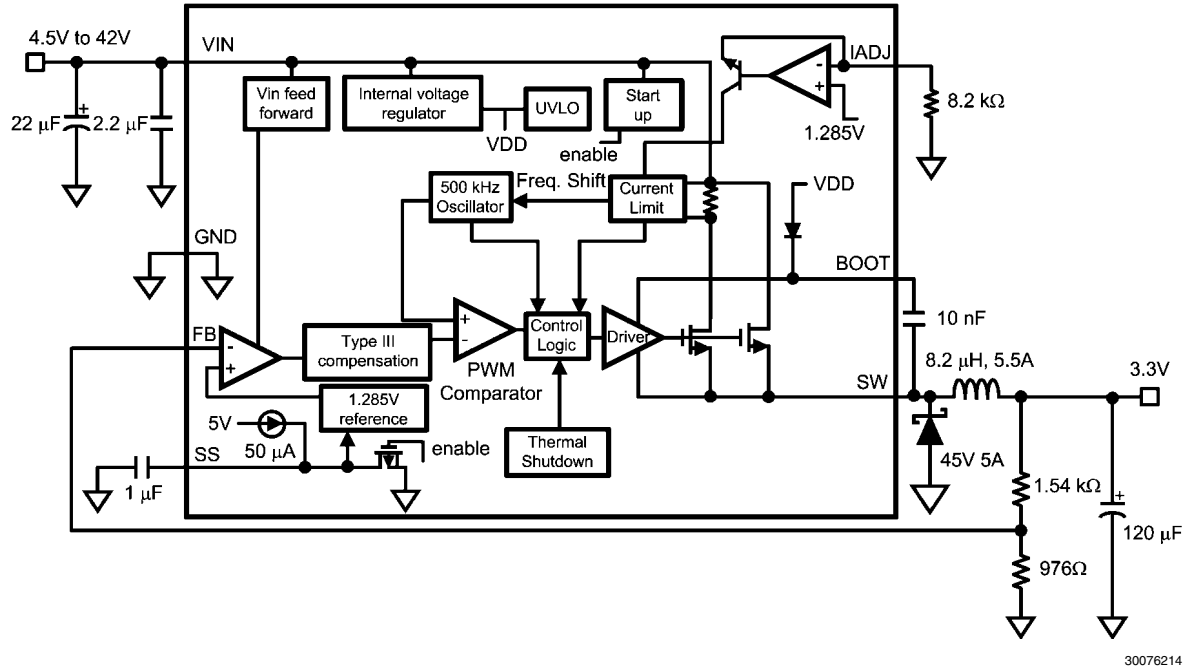 4.5V to 42V
VIN
IADJ
22 µF
+
2.2 µF
Vin feed
forward
Internal voltage
regulator
UVLO
VDD
Start
up
enable
-
+
1.285V
8.2 kΩ
500 kHz
Oscillator
Freq. Shift
Current
Limit
VDD
GND
BOOT
10 nF
FB
-
+
Type III
compensation
+
-
PWM
Comparator
Control
Logic
Driver
SW
8.2 µH, 5.5A
3.3V
1.285V
reference
5V
50 µA
SS
enable
Thermal
Shutdown
1 µF
45V 5A
1.54 kΩ
+
120 µF
976Ω
30076214